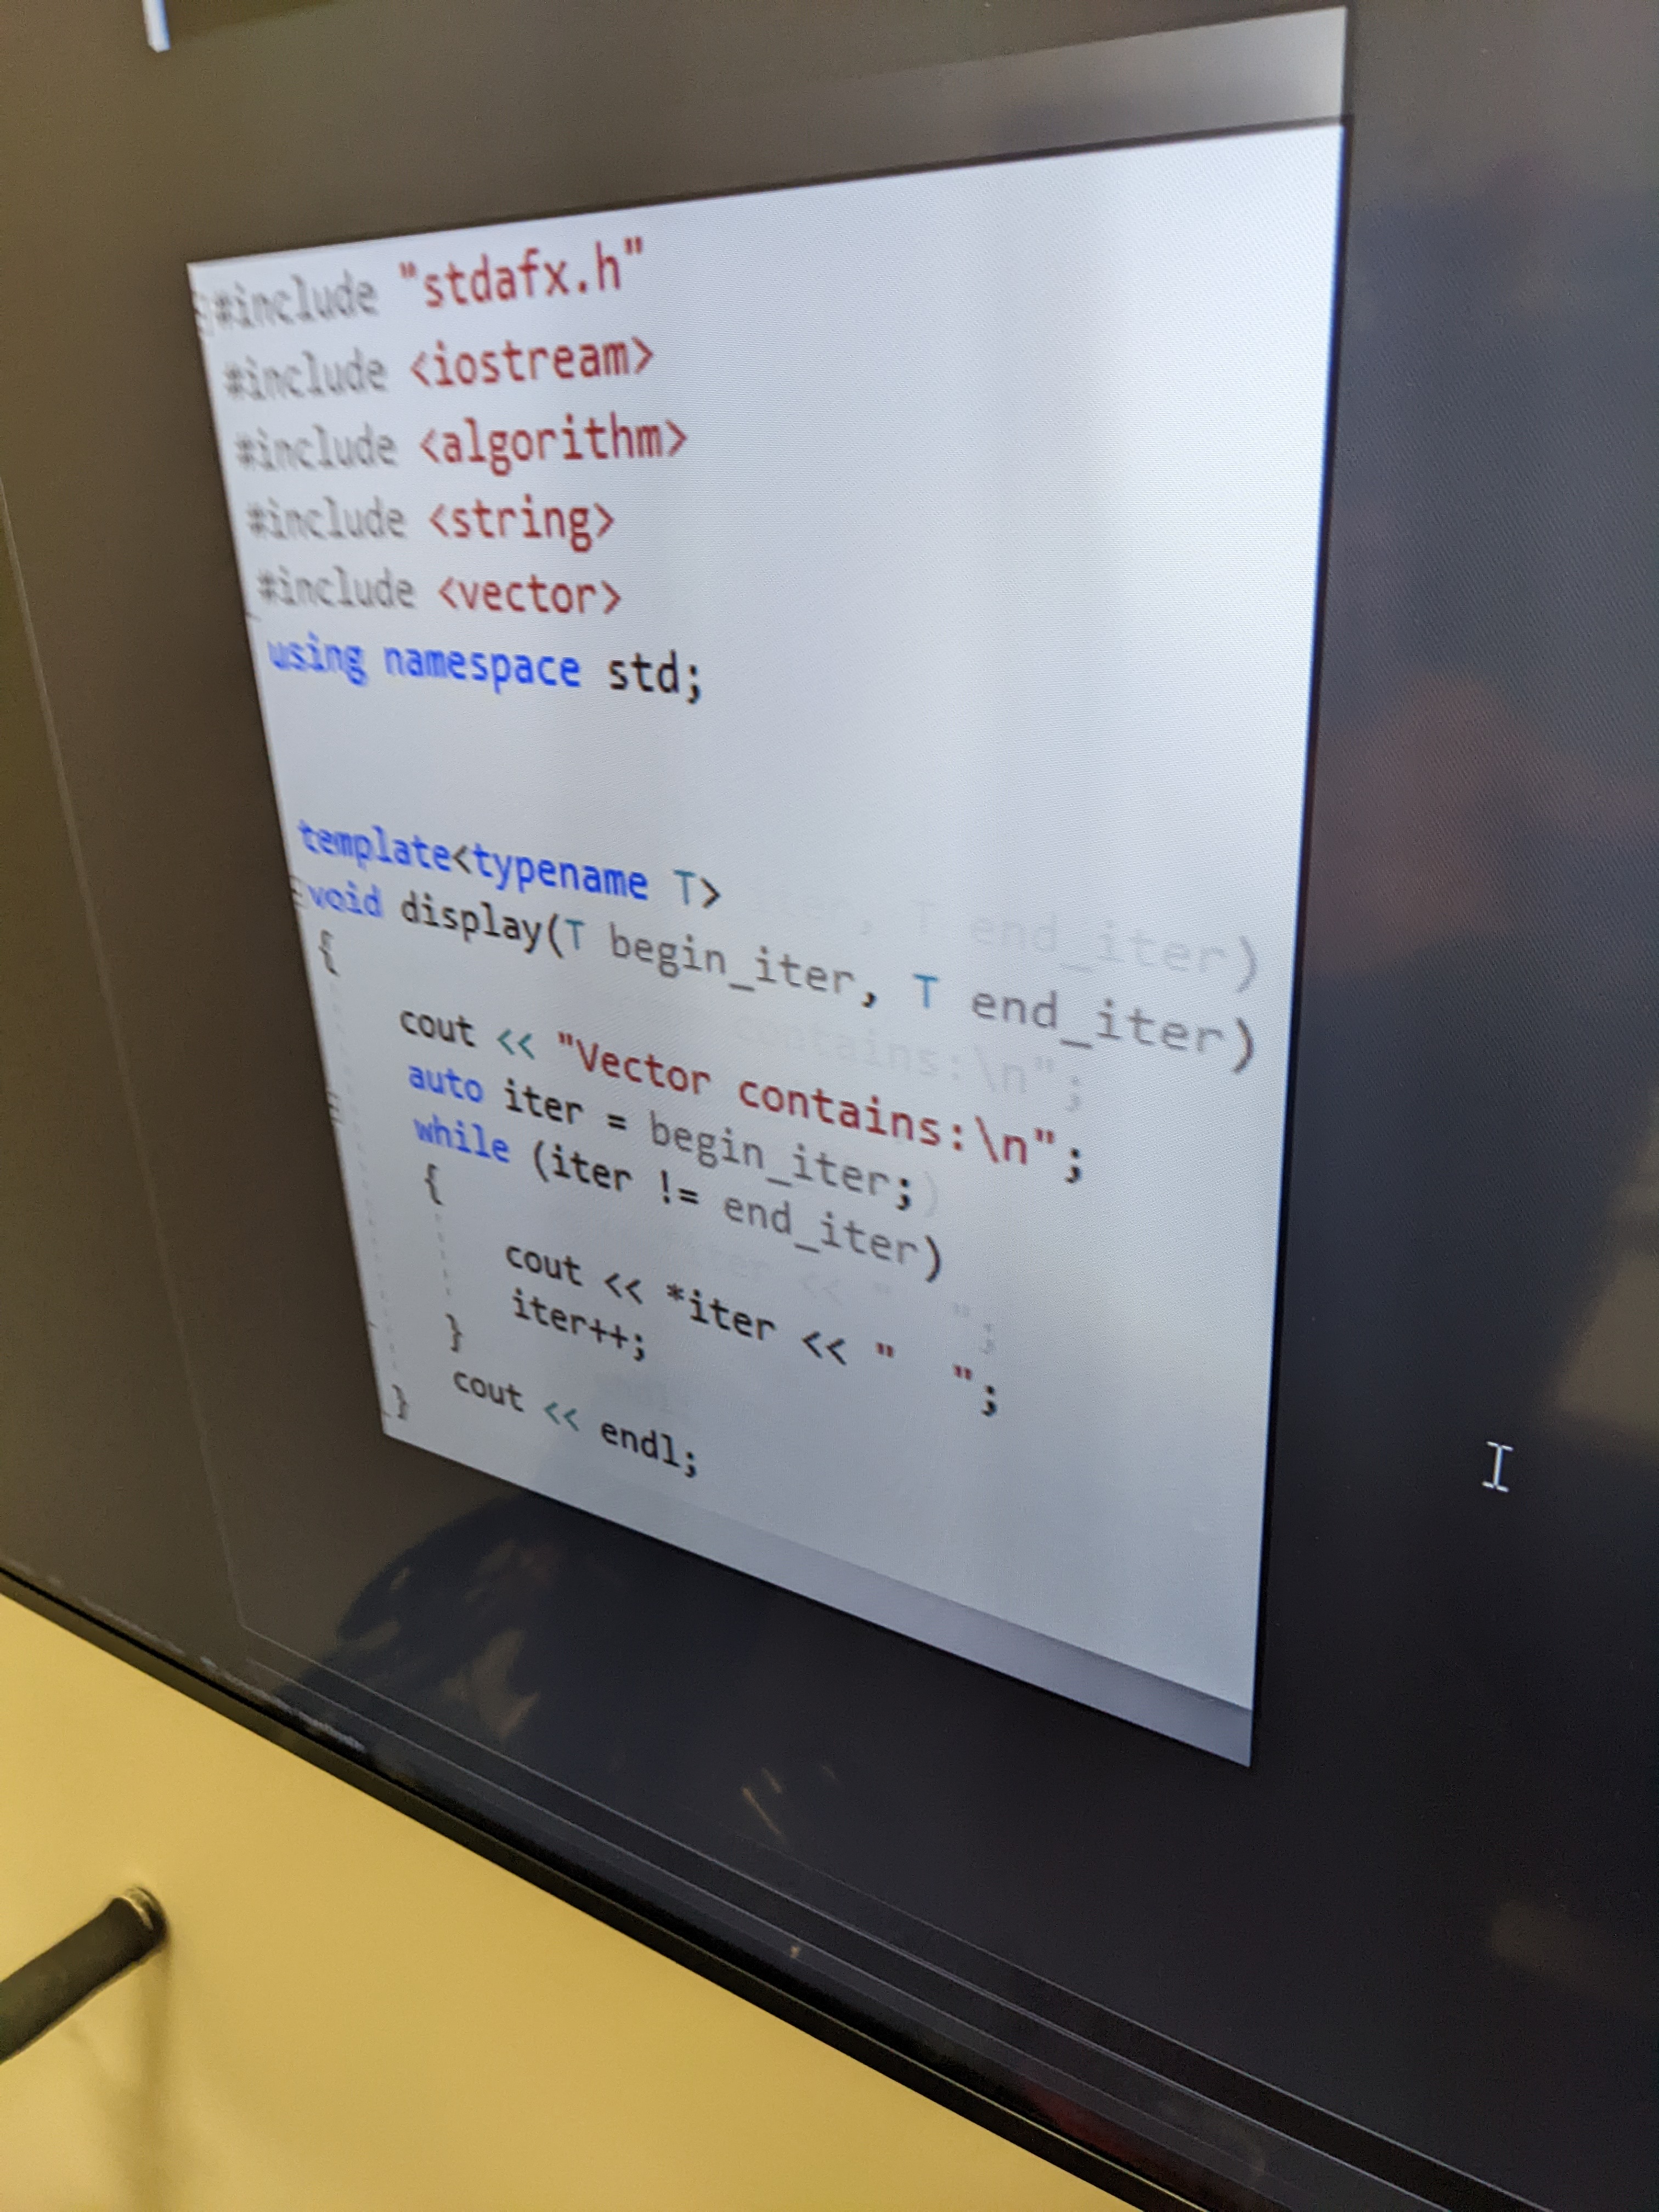 #include "stdafx.h"
#include <iostream>
#include <algorithm>
#include <string>
#include <vector>
using namespace std;
template<typename T>
void display(T begin_iter, T end_iter)
{
    cout << "Vector contains:\n";
    auto iter = begin_iter;
    while (iter != end_iter)
    {
        cout << *iter << "  ";
        iter++;
    }
    cout << endl;
}